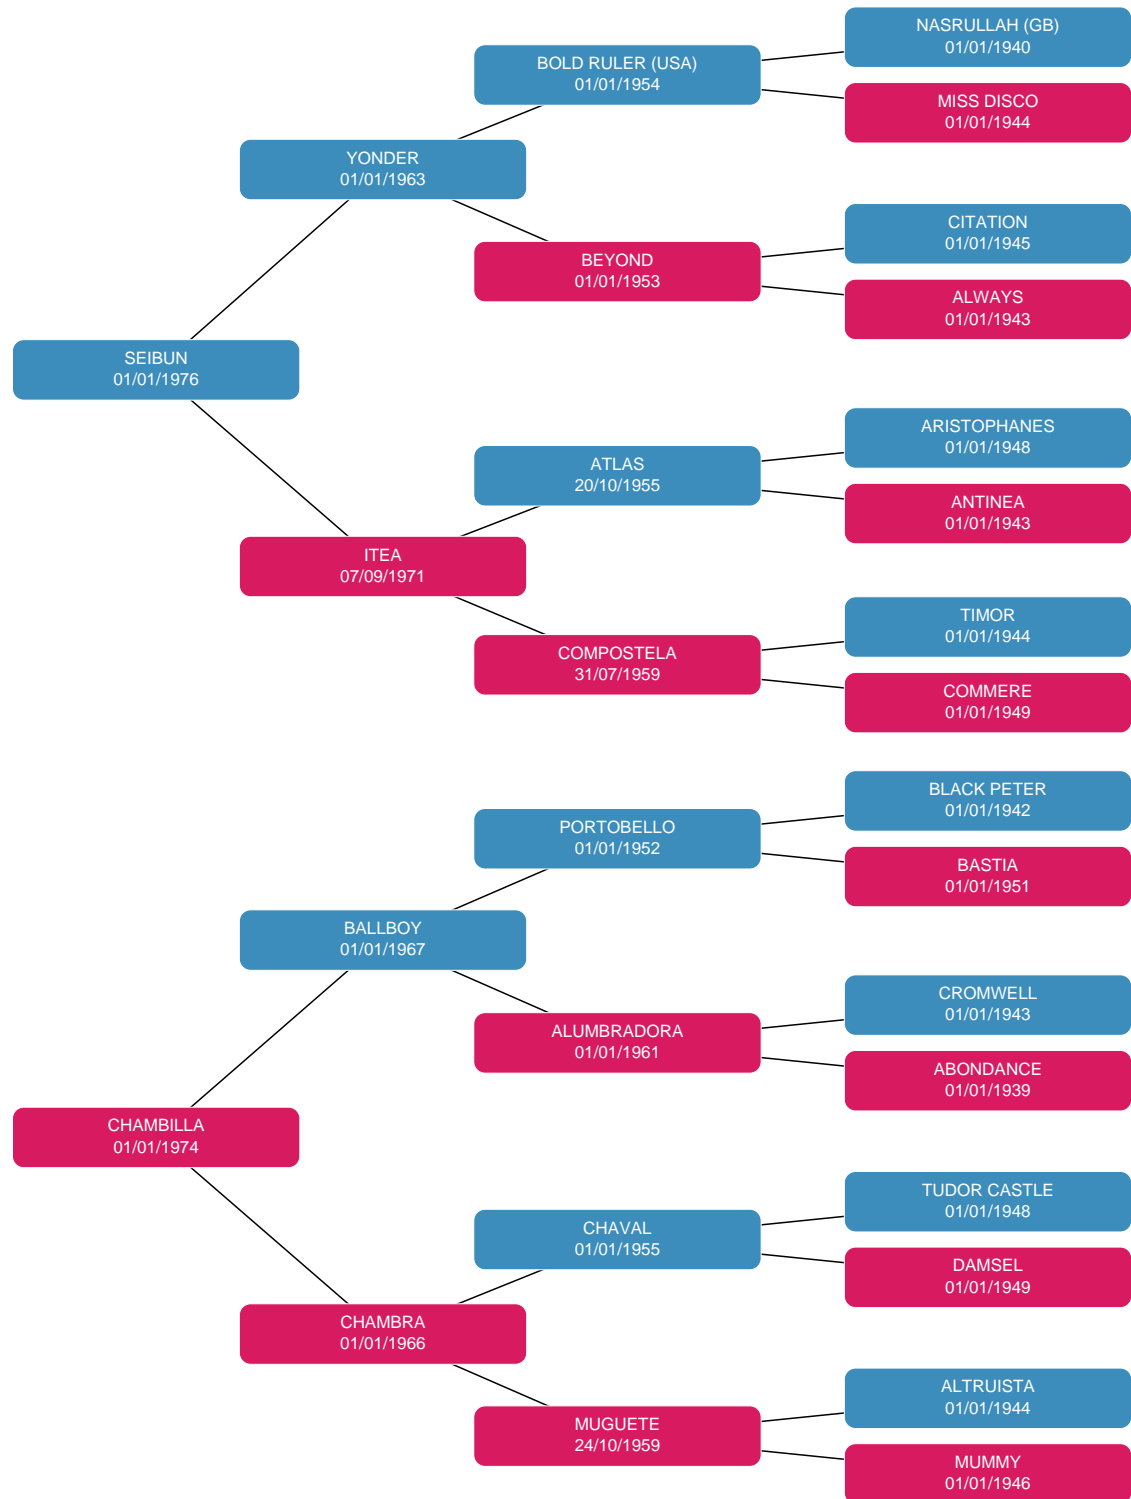 NASRULLAH (GB)
01/01/1940
BOLD RULER (USA)
01/01/1954
MISS DISCO
01/01/1944
YONDER
01/01/1963
CITATION
01/01/1945
BEYOND
01/01/1953
ALWAYS
01/01/1943
SEIBUN
01/01/1976
ARISTOPHANES
01/01/1948
ATLAS
20/10/1955
ANTINEA
01/01/1943
ITEA
07/09/1971
TIMOR
01/01/1944
COMPOSTELA
31/07/1959
COMMERE
01/01/1949
BLACK PETER
01/01/1942
PORTOBELLO
01/01/1952
BASTIA
01/01/1951
BALLBOY
01/01/1967
CROMWELL
01/01/1943
ALUMBRADORA
01/01/1961
ABONDANCE
01/01/1939
CHAMBILLA
01/01/1974
TUDOR CASTLE
01/01/1948
CHAVAL
01/01/1955
DAMSEL
01/01/1949
CHAMBRA
01/01/1966
ALTRUISTA
01/01/1944
MUGUETE
24/10/1959
MUMMY
01/01/1946